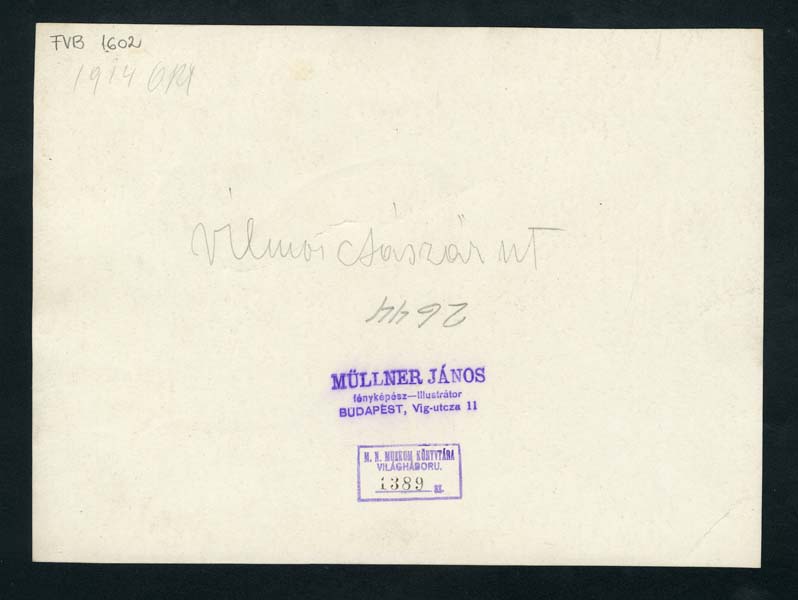 FVB 1602
1914
Vilmos császár út
2644
MÜLLNER JÁNOS
fényképész—illustrátor
BUDAPEST, Vig-utcza 11
M. N. MUZEUM KÖNYVTÁRA
VILÁGHÁBORU.
1389 sz.